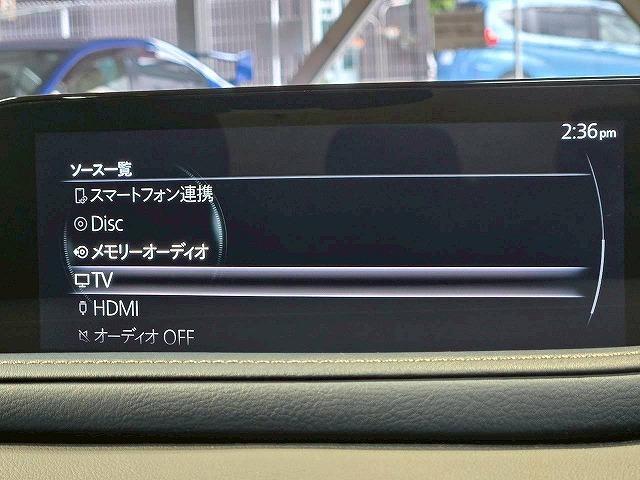 2:36pm
ソース一覧
スマートフォン連携
Disc
メモリーオーディオ
TV
HDMI
オーディオ OFF